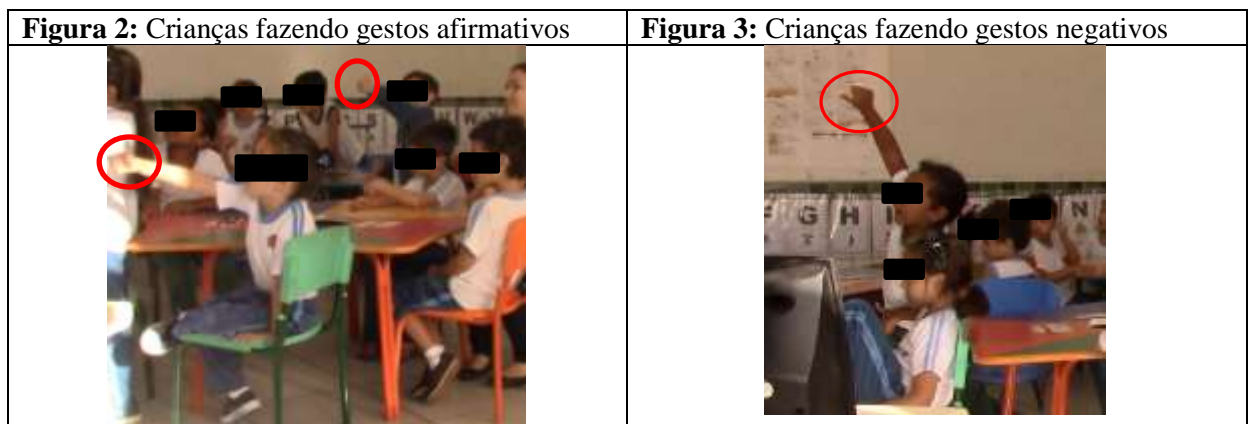 Figura 2: Crianças fazendo gestos afirmativos
Figura 3: Crianças fazendo gestos negativos
G H
N